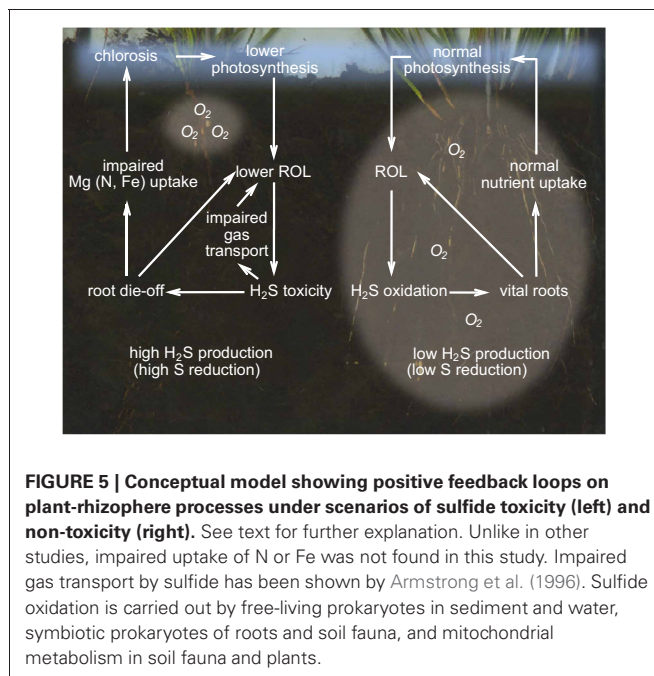 chlorosis
lower
photosynthesis
normal
photosynthesis
O2
O2 O2
O2
impaired
Mg (N, Fe) uptake
lower ROL
ROL
normal
nutrient uptake
impaired
gas
transport
O2
root die-off
H2S toxicity
H2S oxidation
vital roots
O2
high H2S production
(high S reduction)
low H2S production
(low S reduction)
FIGURE 5 | Conceptual model showing positive feedback loops on
plant-rhizophere processes under scenarios of sulfide toxicity (left) and
non-toxicity (right). See text for further explanation. Unlike in other
studies, impaired uptake of N or Fe was not found in this study. Impaired
gas transport by sulfide has been shown by Armstrong et al. (1996). Sulfide
oxidation is carried out by free-living prokaryotes in sediment and water,
symbiotic prokaryotes of roots and soil fauna, and mitochondrial
metabolism in soil fauna and plants.